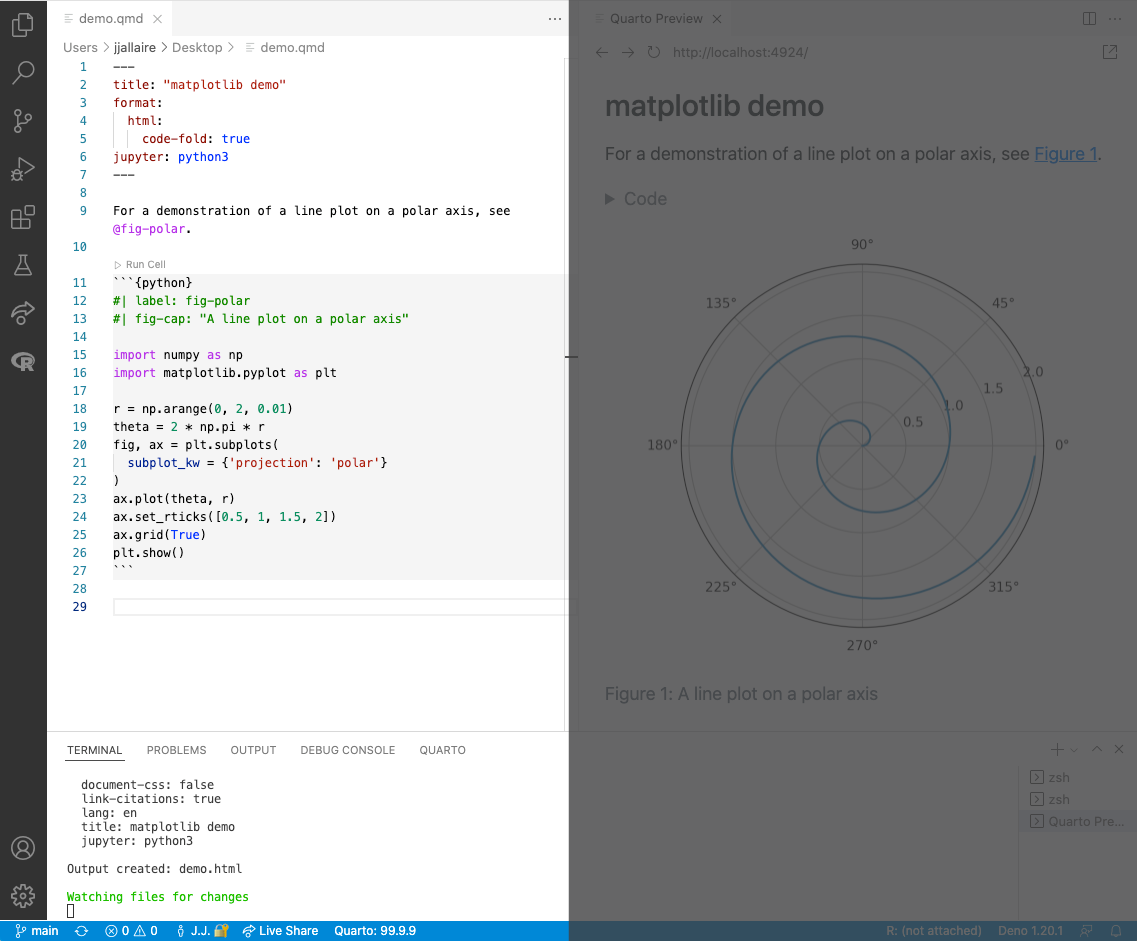 demo.qmd
Users > jjallaire > Desktop > demo.qmd
1 ---
2 title: "matplotlib demo"
3 format:
4 html:
5 code-fold: true
6 jupyter: python3
7 ---
8
9 For a demonstration of a line plot on a polar axis, see
@fig-polar.
10
Run Cell
11 ```{python}
12 #| label: fig-polar
13 #| fig-cap: "A line plot on a polar axis"
14
15 import numpy as np
16 import matplotlib.pyplot as plt
17
18 r = np.arange(0, 2, 0.01)
19 theta = 2 * np.pi * r
20 fig, ax = plt.subplots(
21 subplot_kw = {'projection': 'polar'}
22 )
23 ax.plot(theta, r)
24 ax.set_rticks([0.5, 1, 1.5, 2])
25 ax.grid(True)
26 plt.show()
27 ```
28
29
Quarto Preview
http://localhost:4924/
matplotlib demo
For a demonstration of a line plot on a polar axis, see Figure 1.
Code
90°
135°
45°
2.0
1.5
1.0
0.5
180°
0°
225°
315°
270°
Figure 1: A line plot on a polar axis
TERMINAL PROBLEMS OUTPUT DEBUG CONSOLE QUARTO
document-css: false
link-citations: true
lang: en
title: matplotlib demo
jupyter: python3
Output created: demo.html
Watching files for changes
zsh
zsh
Quarto Pre...
main 0 0 J.J. Live Share Quarto: 99.9.9 R: (not attached) Deno 1.20.1